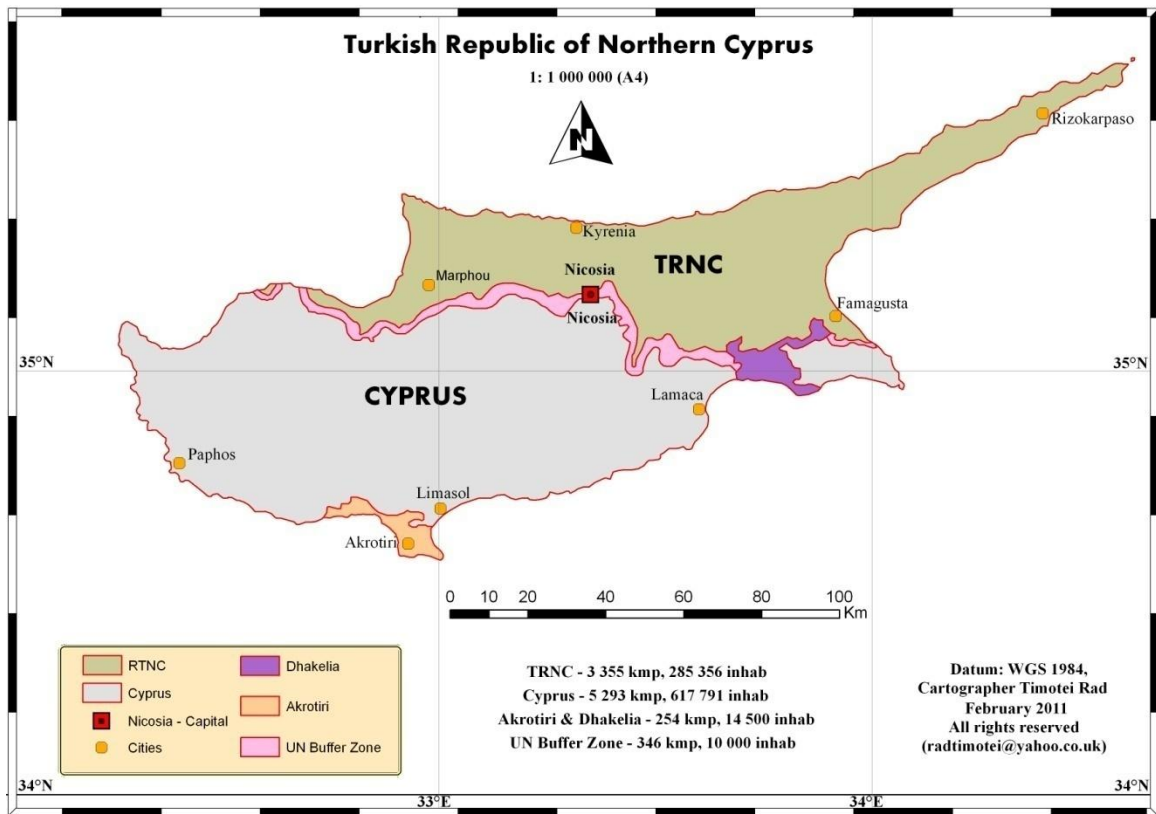 Turkish Republic of Northern Cyprus
1: 1 000 000 (A4)
N
Rizokarpaso
Kyrenia
TRNC
Marphou
Nicosia
Nicosia
Famagusta
35°N
35°N
CYPRUS
Lamaca
Paphos
Limasol
Akrotiri
0 10 20 40 60 80 100
Km
RTNC
Cyprus
Nicosia - Capital
Cities
Dhakelia
Akrotiri
UN Buffer Zone
TRNC - 3 355 kmp, 285 356 inhab
Cyprus - 5 293 kmp, 617 791 inhab
Akrotiri & Dhakelia - 254 kmp, 14 500 inhab
UN Buffer Zone - 346 kmp, 10 000 inhab
Datum: WGS 1984,
Cartographer Timotei Rad
February 2011
All rights reserved
(radtimotei@yahoo.co.uk)
34°N
34°N
33°E
34°E